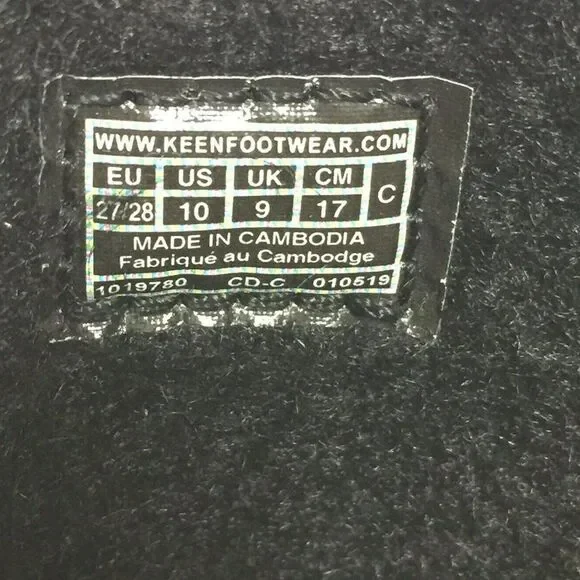 WWW.KEENFOOTWEAR.COM
EU US UK CM C
27/28 10 9 17
MADE IN CAMBODIA
Fabriqué au Cambodge
1019780 CD-C 010519